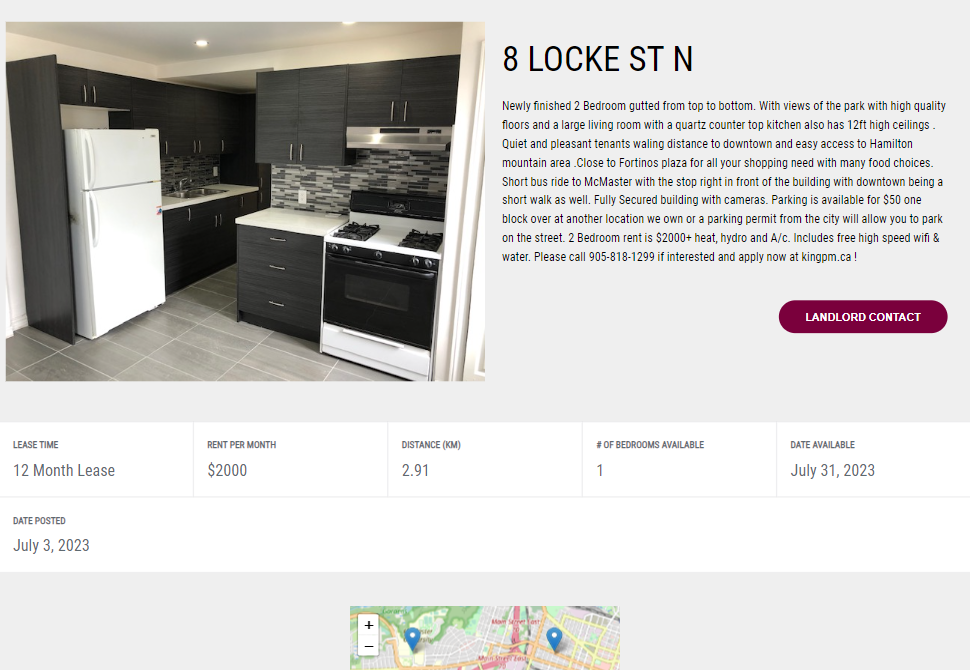 8 LOCKE ST N
Newly finished 2 Bedroom gutted from top to bottom. With views of the park with high quality
floors and a large living room with a quartz counter top kitchen also has 12ft high ceilings .
Quiet and pleasant tenants waling distance to downtown and easy access to Hamilton
mountain area .Close to Fortinos plaza for all your shopping need with many food choices.
Short bus ride to McMaster with the stop right in front of the building with downtown being a
short walk as well. Fully Secured building with cameras. Parking is available for $50 one
block over at another location we own or a parking permit from the city will allow you to park
on the street. 2 Bedroom rent is $2000+ heat, hydro and A/c. Includes free high speed wifi &
water. Please call 905-818-1299 if interested and apply now at kingpm.ca !
LANDLORD CONTACT
LEASE TIME
12 Month Lease
RENT PER MONTH
$2000
DISTANCE (KM)
2.91
# OF BEDROOMS AVAILABLE
1
DATE AVAILABLE
July 31, 2023
DATE POSTED
July 3, 2023
+
−
Main Street East
Main Street East